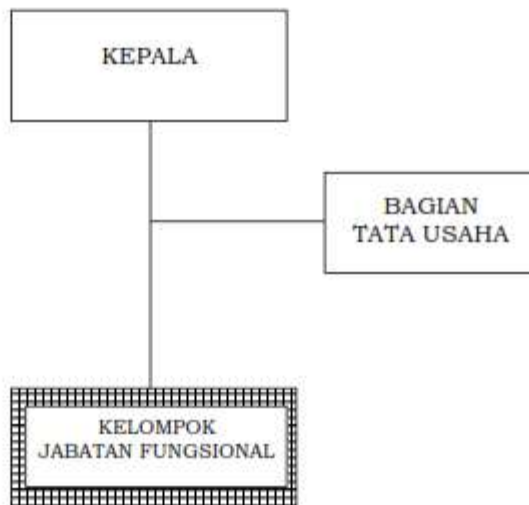 KEPALA
BAGIAN
TATA USAHA
KELOMPOK
JABATAN FUNGSIONAL